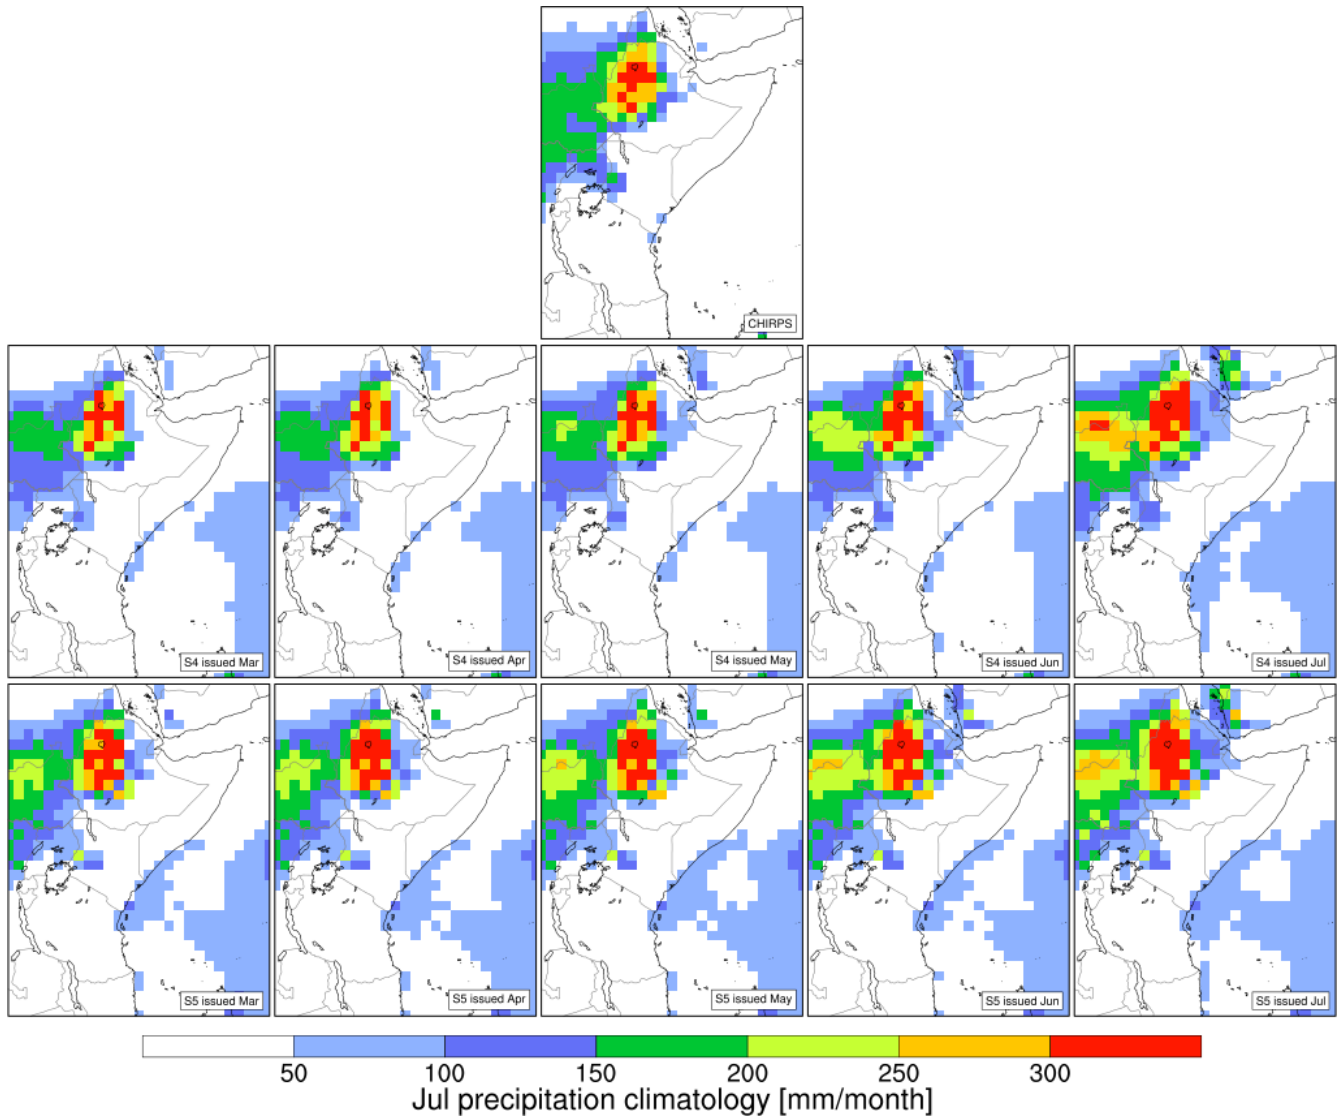 CHIRPS
S4 issued Mar
S4 issued Apr
S4 issued May
S4 issued Jun
S4 issued Jul
S5 issued Mar
S5 issued Apr
S5 issued May
S5 issued Jun
S5 issued Jul
50 100 150 200 250 300
Jul precipitation climatology [mm/month]